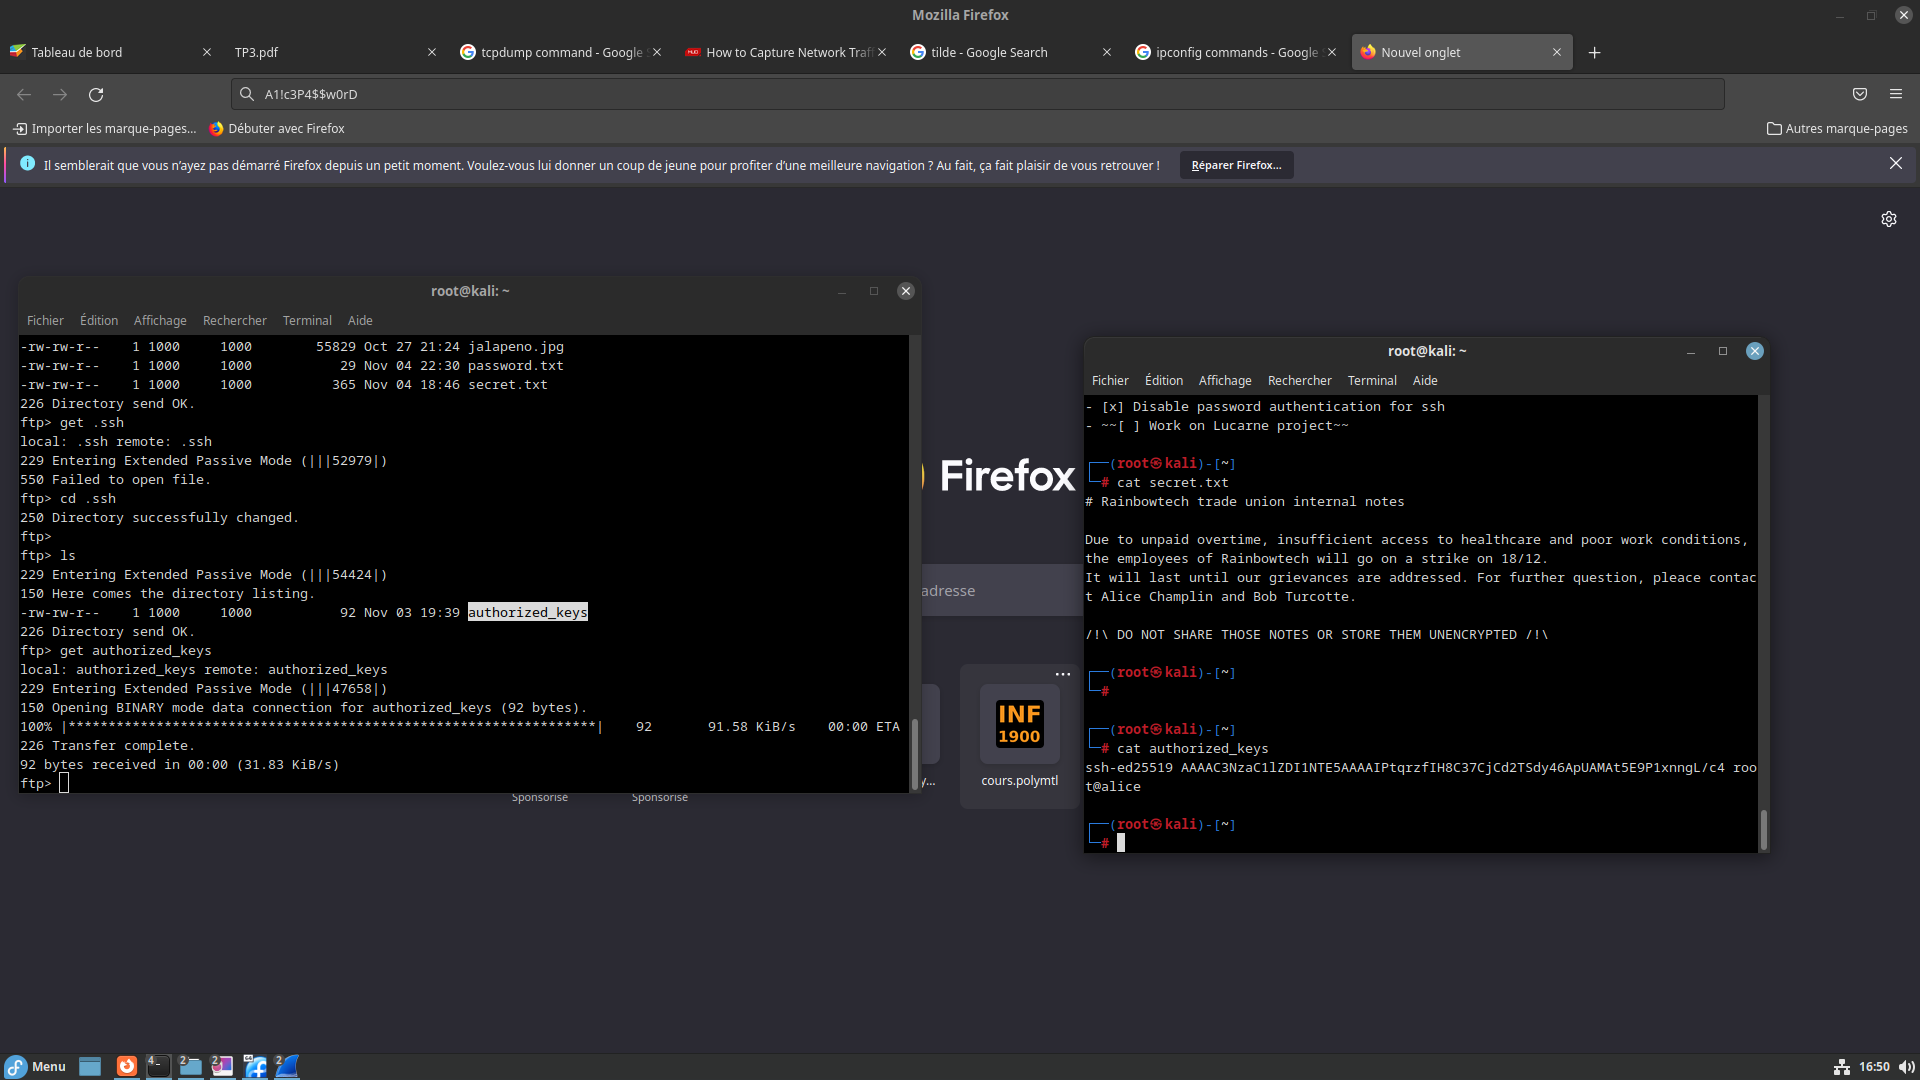 Mozilla Firefox
Tableau de bord
TP3.pdf
tcpdump command - Google S
How to Capture Network Traf
tilde - Google Search
ipconfig commands - Google S
Nouvel onglet
A1!c3P4$$w0rD
Importer les marque-pages...
Débuter avec Firefox
Autres marque-pages
Il semblerait que vous n'ayez pas démarré Firefox depuis un petit moment. Voulez-vous lui donner un coup de jeune pour profiter d'une meilleure navigation ? Au fait, ça fait plaisir de vous retrouver !
Réparer Firefox...
root@kali: ~
Fichier Édition Affichage Rechercher Terminal Aide
-rw-rw-r-- 1 1000 1000 55829 Oct 27 21:24 jalapeno.jpg
-rw-rw-r-- 1 1000 1000 29 Nov 04 22:30 password.txt
-rw-rw-r-- 1 1000 1000 365 Nov 04 18:46 secret.txt
226 Directory send OK.
ftp> get .ssh
local: .ssh remote: .ssh
229 Entering Extended Passive Mode (|||52979|)
550 Failed to open file.
ftp> cd .ssh
250 Directory successfully changed.
ftp>
ftp> ls
229 Entering Extended Passive Mode (|||54424|)
150 Here comes the directory listing.
-rw-rw-r-- 1 1000 1000 92 Nov 03 19:39 authorized_keys
226 Directory send OK.
ftp> get authorized_keys
local: authorized_keys remote: authorized_keys
229 Entering Extended Passive Mode (|||47658|)
150 Opening BINARY mode data connection for authorized_keys (92 bytes).
100% |******************************************************************| 92 91.58 KiB/s 00:00 ETA
226 Transfer complete.
92 bytes received in 00:00 (31.83 KiB/s)
ftp>
Sponsorisé
Sponsorisé
Firefox
adresse
y...
INF
1900
cours.polymtl
root@kali: ~
Fichier Édition Affichage Rechercher Terminal Aide
- [x] Disable password authentication for ssh
- ~~[ ] Work on Lucarne project~~
┌──(root㉿kali)-[~]
└─# cat secret.txt
# Rainbowtech trade union internal notes
Due to unpaid overtime, insufficient access to healthcare and poor work conditions,
the employees of Rainbowtech will go on a strike on 18/12.
It will last until our grievances are addressed. For further question, pleace contac
t Alice Champlin and Bob Turcotte.
/!\ DO NOT SHARE THOSE NOTES OR STORE THEM UNENCRYPTED /!\
┌──(root㉿kali)-[~]
└─#
┌──(root㉿kali)-[~]
└─# cat authorized_keys
ssh-ed25519 AAAAC3NzaC1lZDI1NTE5AAAAIPtqrzfIH8C37CjCd2TSdy46ApUAMAt5E9P1xnngL/c4 roo
t@alice
┌──(root㉿kali)-[~]
└─#
Menu
4
2
2
64
2
16:50